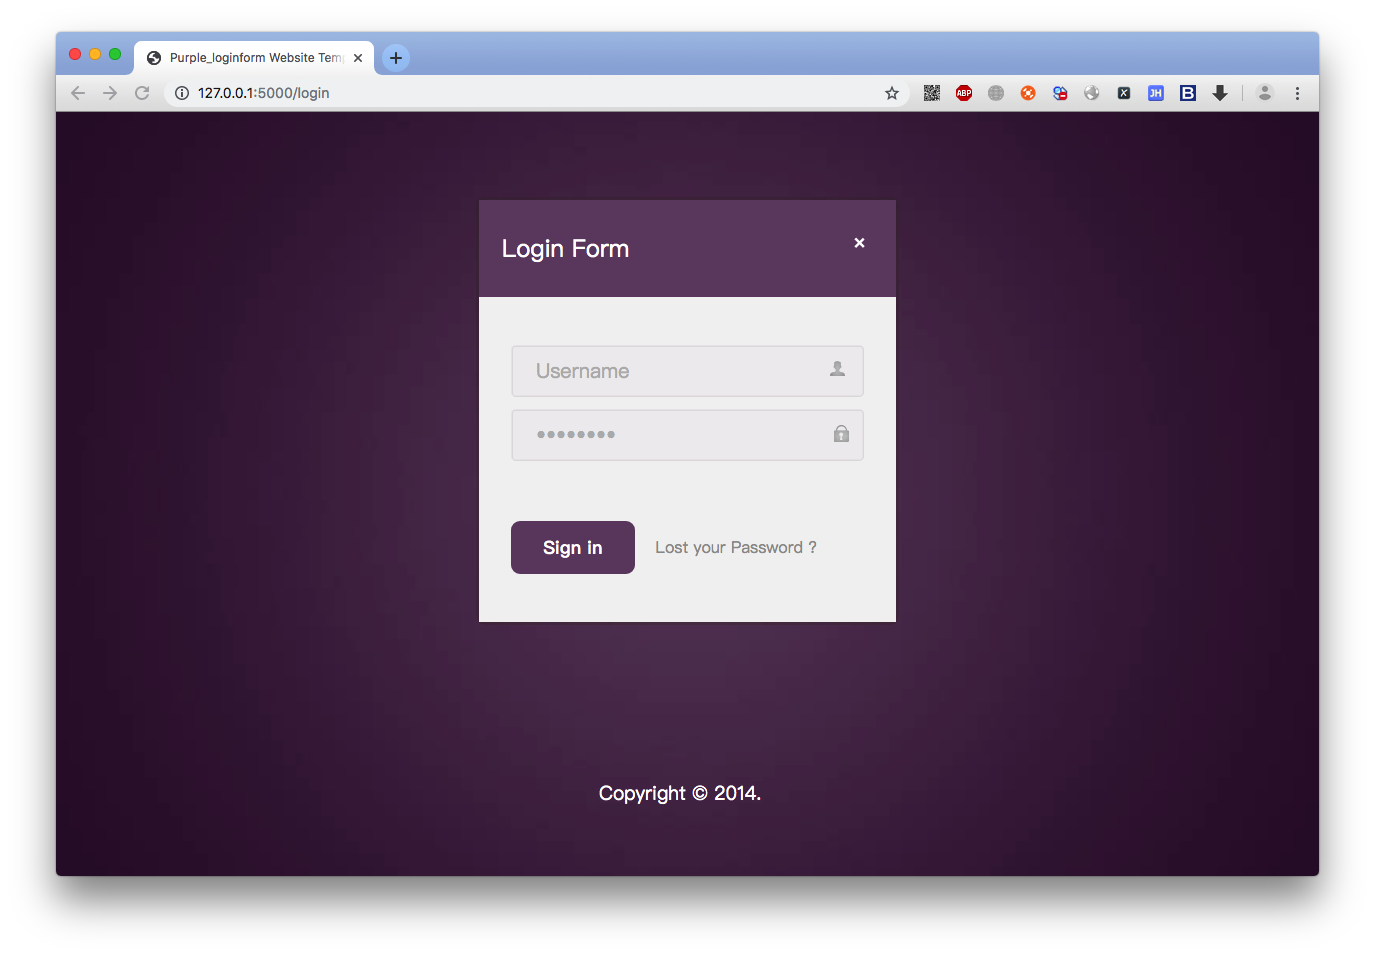 Purple_loginform Website Temp
127.0.0.1:5000/login
ABP
JH
B
Login Form
×
Username
••••••••
Sign in
Lost your Password ?
Copyright © 2014.